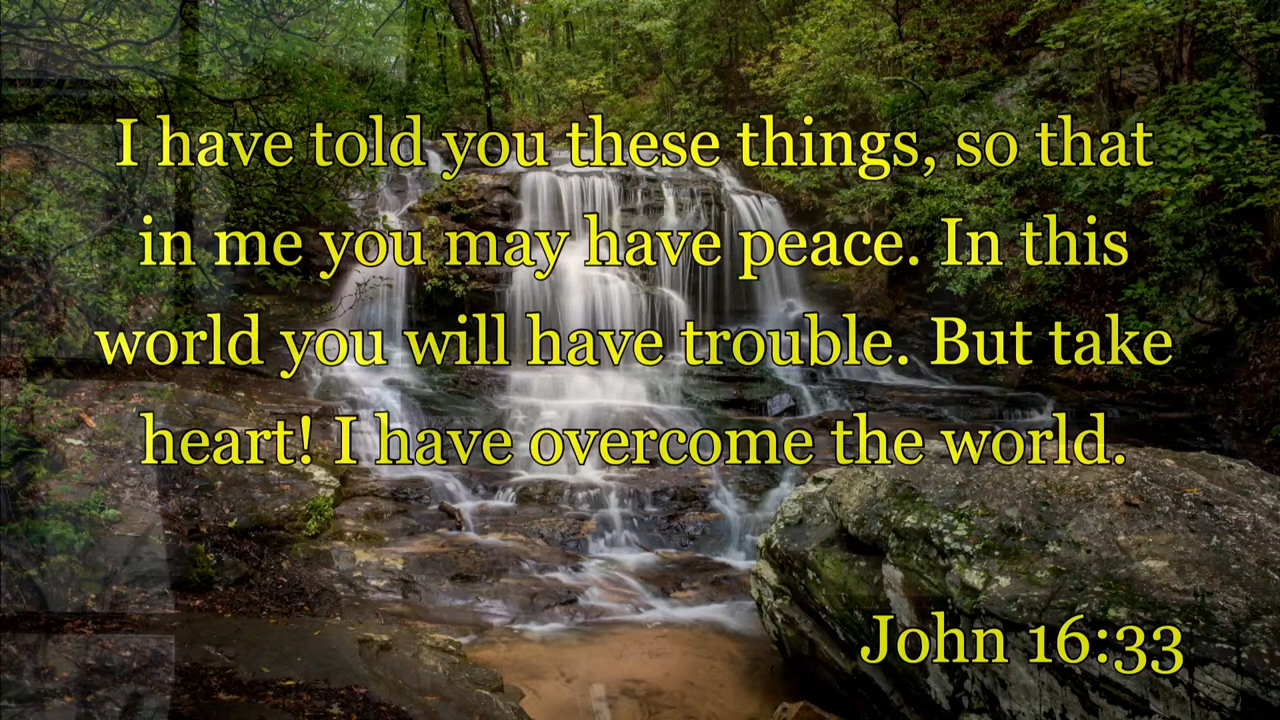 I have told you these things, so that
in me you may have peace. In this
world you will have trouble. But take
heart! I have overcome the world.
John 16:33